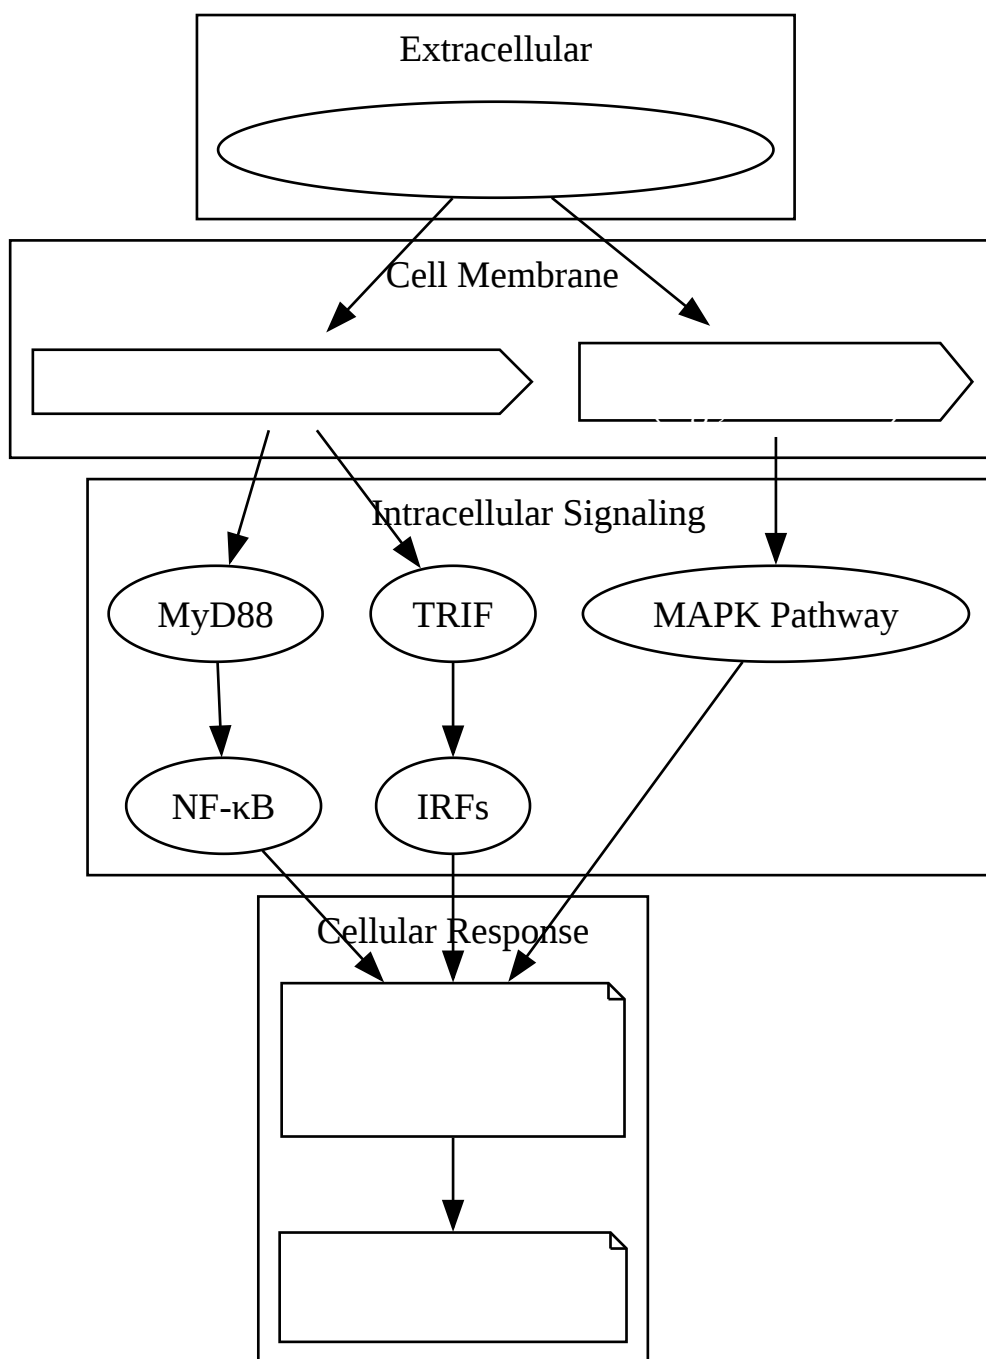 Extracellular
Cell Membrane
Intracellular Signaling
MyD88
TRIF
MAPK Pathway
NF-κB
IRFs
Cellular Response